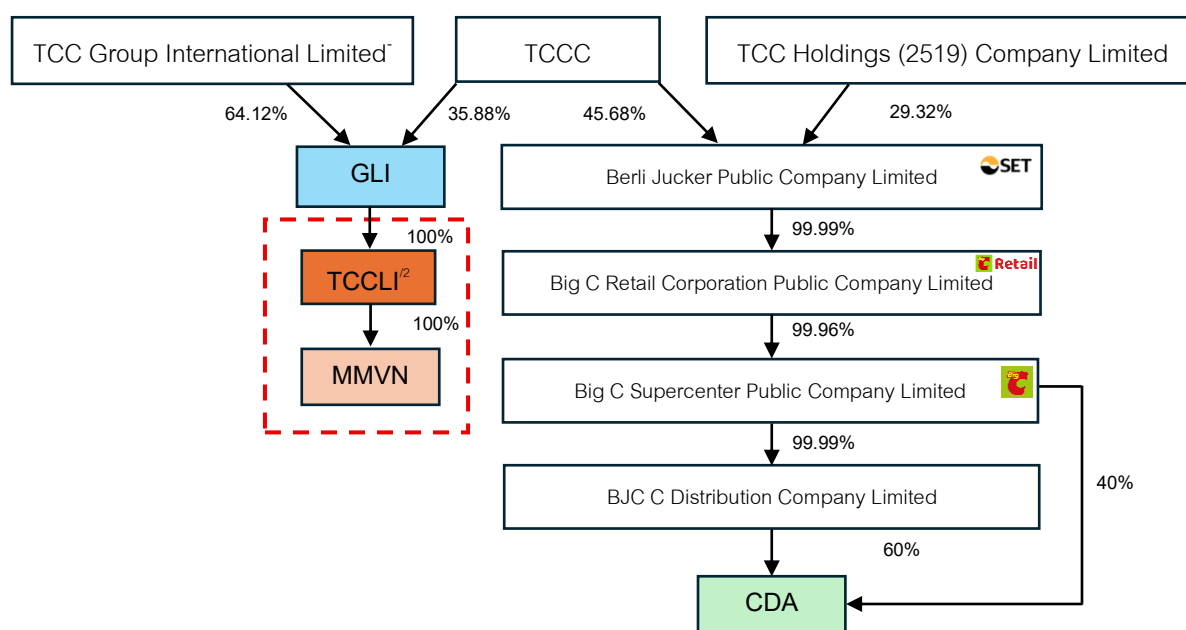 TCC Group International Limited-
TCCC
TCC Holdings (2519) Company Limited
64.12%
35.88%
45.68%
29.32%
GLI
Berli Jucker Public Company Limited
SET
100%
99.99%
TCCLI/2
Big C Retail Corporation Public Company Limited
C Retail
100%
99.96%
MMVN
Big C Supercenter Public Company Limited
Big C
99.99%
BJC C Distribution Company Limited
40%
60%
CDA